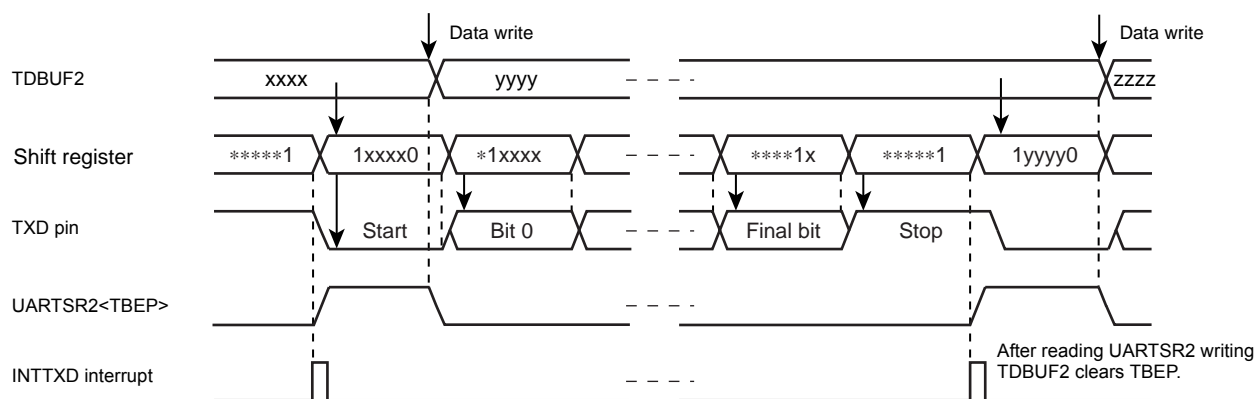 Data write Data write
TDBUF2 xxxx yyyy zzzz
Shift register *****1 1xxxx0 *1xxxx ****1x *****1 1yyyy0
TXD pin Start Bit 0 Final bit Stop
UARTSR2<TBEP>
After reading UARTSR2 writing
INTTXD interrupt TDBUF2 clears TBEP.